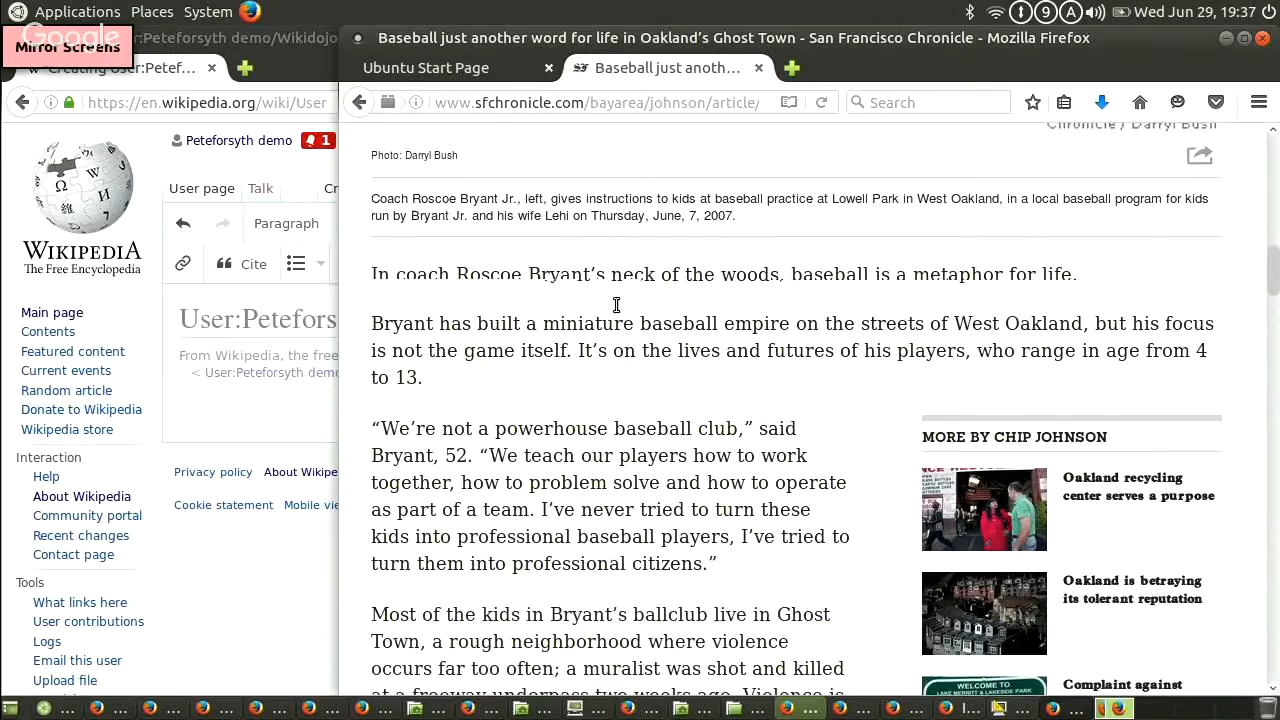 Applications Places System
9 A Wed Jun 29, 19:37
Google
Mirror Screens
Peteforsyth demo/Wikidojo
Baseball just another word for life in Oakland's Ghost Town - San Francisco Chronicle - Mozilla Firefox
W Creating User:Petef...
Ubuntu Start Page
SF Baseball just anoth...
https://en.wikipedia.org/wiki/User
www.sfchronicle.com/bayarea/johnson/article/
Search
Chronicle / Darryl Bush
Peteforsyth demo 1
Photo: Darryl Bush
User page Talk Cr
Coach Roscoe Bryant Jr., left, gives instructions to kids at baseball practice at Lowell Park in West Oakland, in a local baseball program for kids
run by Bryant Jr. and his wife Lehi on Thursday, June, 7, 2007.
Paragraph
WIKIPEDIA
The Free Encyclopedia
Cite
User:Petefors
From Wikipedia, the free
< User:Peteforsyth demo
Main page
Contents
Featured content
Current events
Random article
Donate to Wikipedia
Wikipedia store
Interaction
Help
About Wikipedia
Community portal
Recent changes
Contact page
Tools
What links here
User contributions
Logs
Email this user
Upload file
Privacy policy About Wikipe
Cookie statement Mobile vie
In coach Roscoe Bryant's neck of the woods, baseball is a metaphor for life.
Bryant has built a miniature baseball empire on the streets of West Oakland, but his focus
is not the game itself. It's on the lives and futures of his players, who range in age from 4
to 13.
“We're not a powerhouse baseball club,” said
Bryant, 52. “We teach our players how to work
together, how to problem solve and how to operate
as part of a team. I've never tried to turn these
kids into professional baseball players, I've tried to
turn them into professional citizens.”
Most of the kids in Bryant's ballclub live in Ghost
Town, a rough neighborhood where violence
occurs far too often; a muralist was shot and killed
MORE BY CHIP JOHNSON
Oakland recycling
center serves a purpose
Oakland is betraying
its tolerant reputation
WELCOME TO
LAKE MERRITT & LAKESIDE PARK
Complaint against